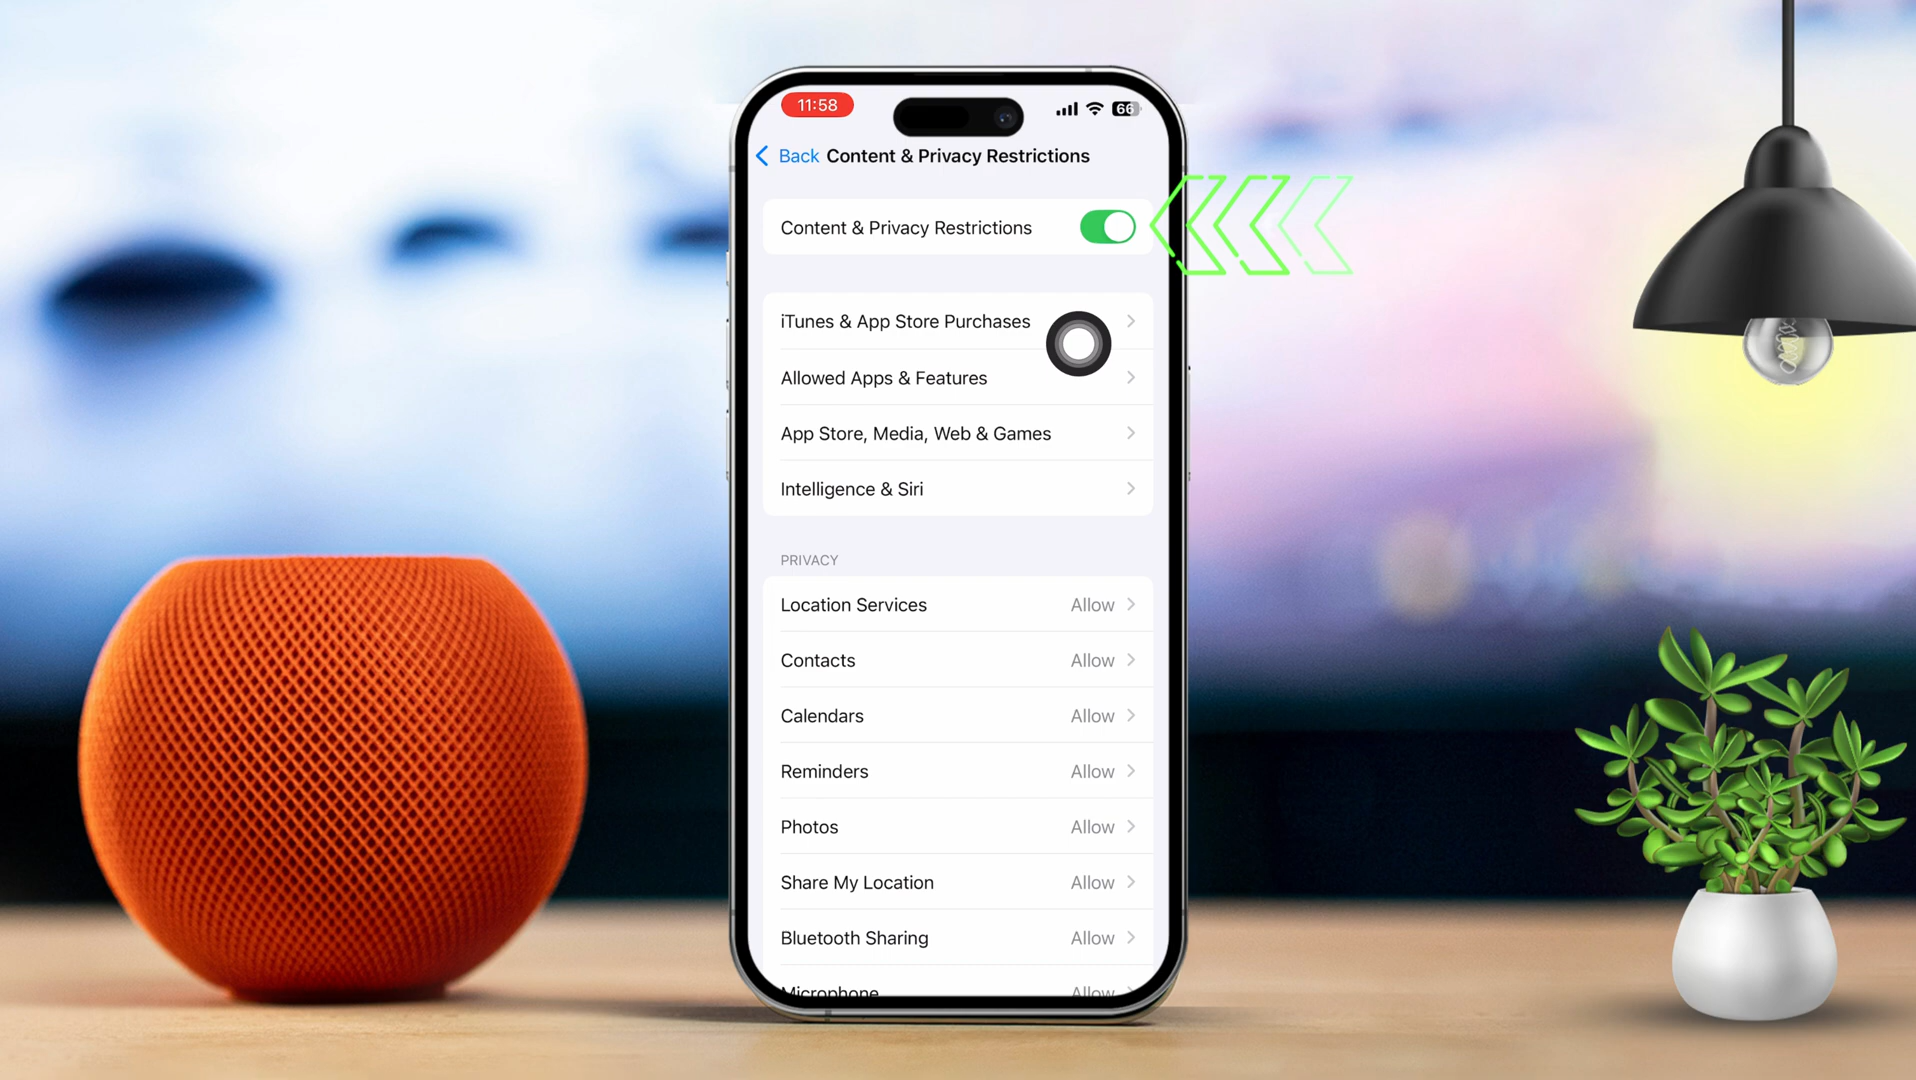 11:58
66
Back Content & Privacy Restrictions
Content & Privacy Restrictions
iTunes & App Store Purchases
Allowed Apps & Features
App Store, Media, Web & Games
Intelligence & Siri
PRIVACY
Location Services Allow
Contacts Allow
Calendars Allow
Reminders Allow
Photos Allow
Share My Location Allow
Bluetooth Sharing Allow
Microphone Allow